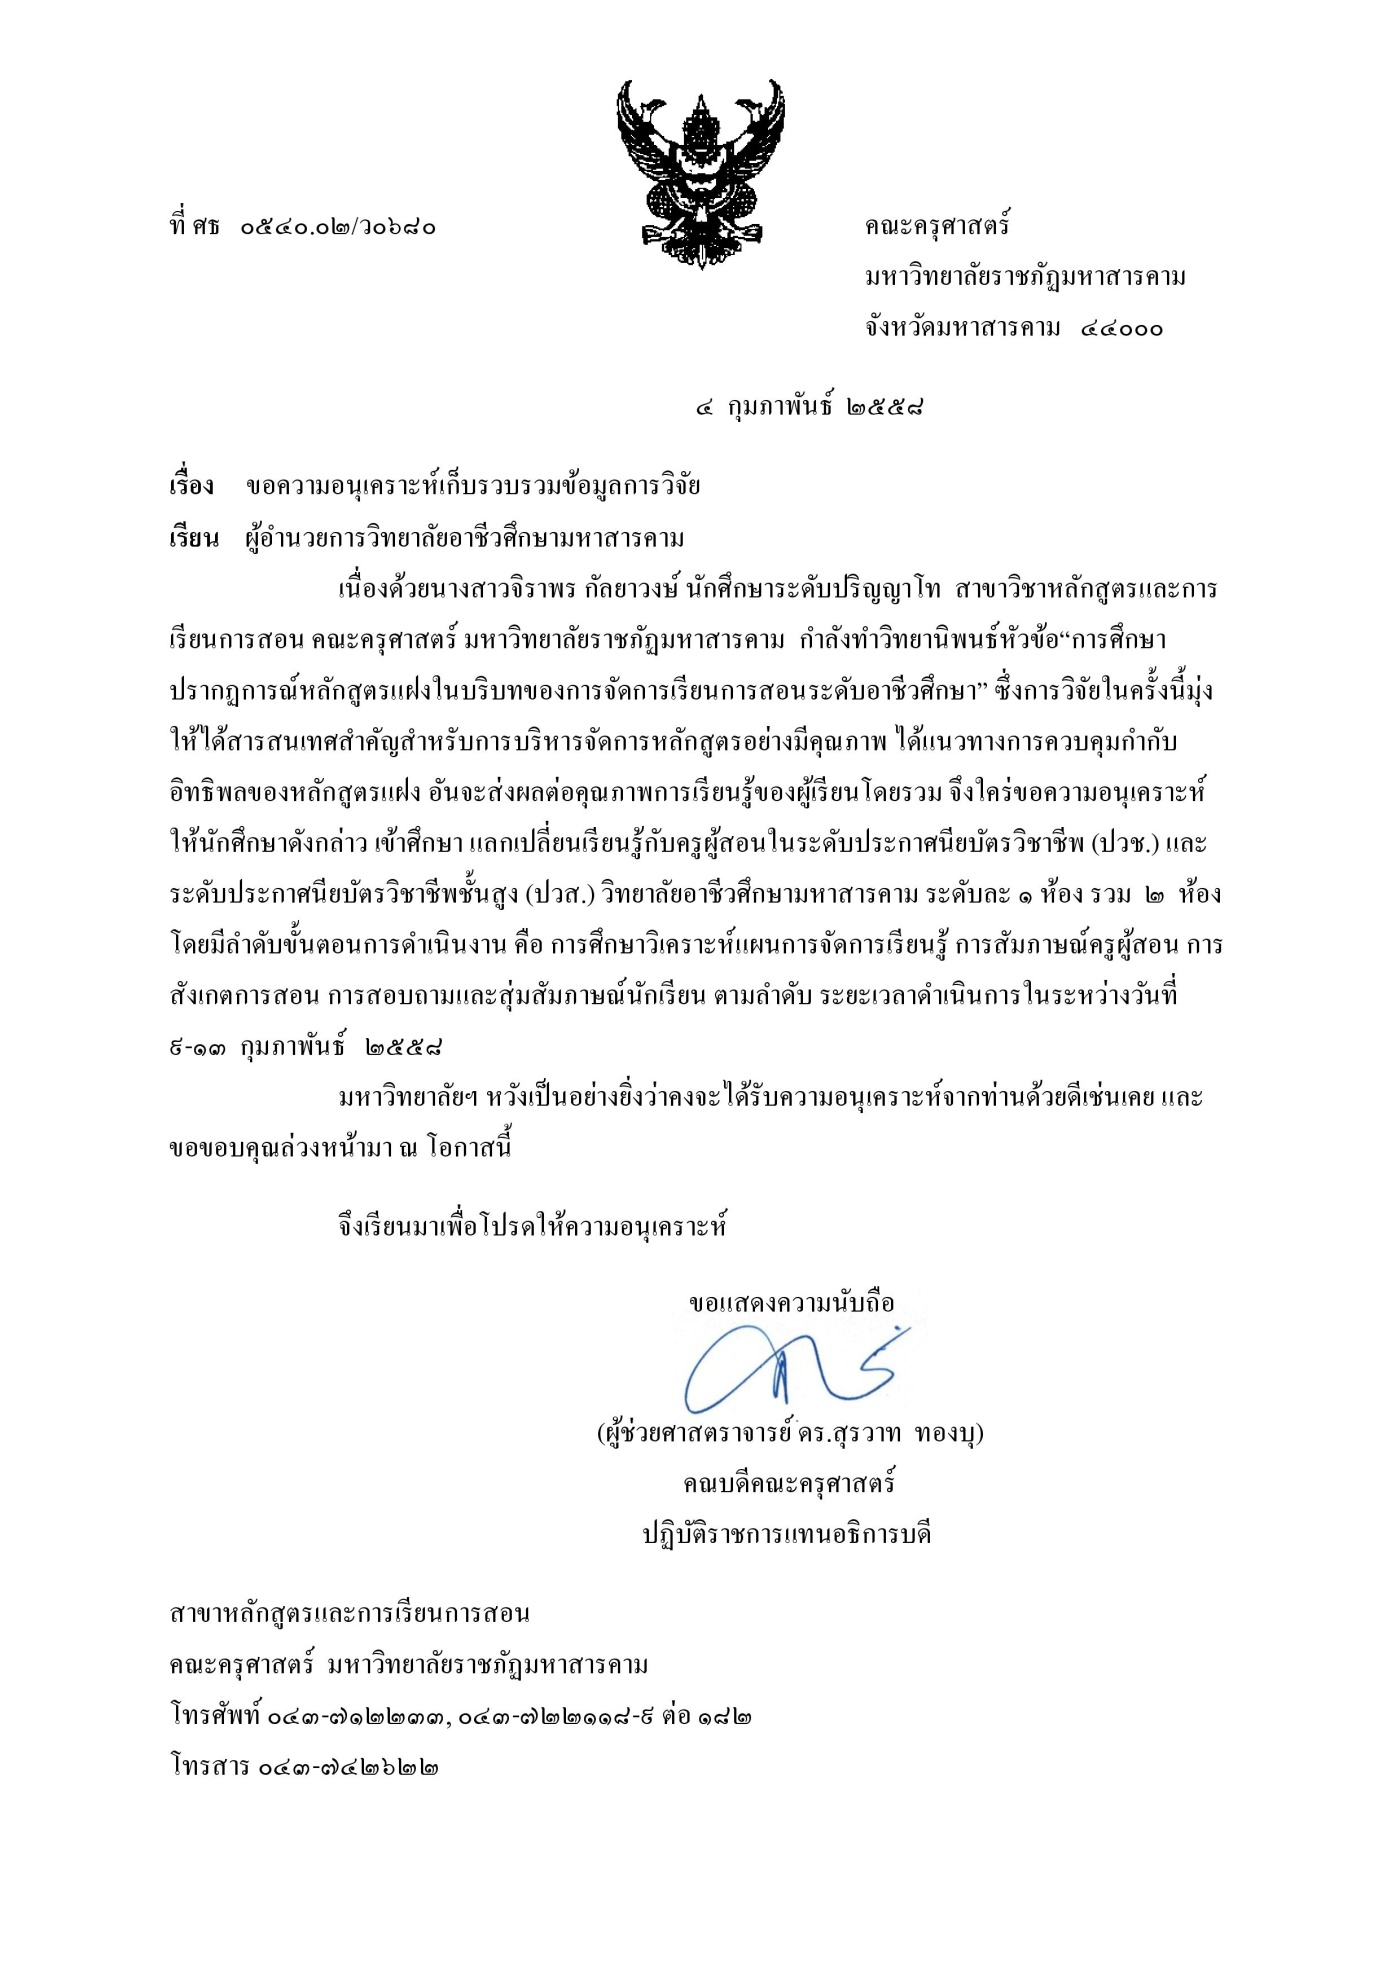 ที่ ศธ ๐๕๔๐.๐๒/ว๐๖๘๐
คณะครุศาสตร์
มหาวิทยาลัยราชภัฏมหาสารคาม
จังหวัดมหาสารคาม ๔๔๐๐๐
๔ กุมภาพันธ์ ๒๕๕๘
เรื่อง ขอความอนุเคราะห์เก็บรวบรวมข้อมูลการวิจัย
เรียน ผู้อำนวยการวิทยาลัยอาชีวศึกษามหาสารคาม
เนื่องด้วยนางสาวจิราพร กัลยาวงษ์ นักศึกษาระดับปริญญาโท สาขาวิชาหลักสูตรและการ
เรียนการสอน คณะครุศาสตร์ มหาวิทยาลัยราชภัฏมหาสารคาม กำลังทำวิทยานิพนธ์หัวข้อ“การศึกษา
ปรากฏการณ์หลักสูตรแฝงในบริบทของการจัดการเรียนการสอนระดับอาชีวศึกษา” ซึ่งการวิจัยในครั้งนี้มุ่ง
ให้ได้สารสนเทศสำคัญสำหรับการบริหารจัดการหลักสูตรอย่างมีคุณภาพ ได้แนวทางการควบคุมกำกับ
อิทธิพลของหลักสูตรแฝง อันจะส่งผลต่อคุณภาพการเรียนรู้ของผู้เรียนโดยรวม จึงใคร่ขอความอนุเคราะห์
ให้นักศึกษาดังกล่าว เข้าศึกษา แลกเปลี่ยนเรียนรู้กับครูผู้สอนในระดับประกาศนียบัตรวิชาชีพ (ปวช.) และ
ระดับประกาศนียบัตรวิชาชีพชั้นสูง (ปวส.) วิทยาลัยอาชีวศึกษามหาสารคาม ระดับละ ๑ ห้อง รวม ๒ ห้อง
โดยมีลำดับขั้นตอนการดำเนินงาน คือ การศึกษาวิเคราะห์แผนการจัดการเรียนรู้ การสัมภาษณ์ครูผู้สอน การ
สังเกตการสอน การสอบถามและสุ่มสัมภาษณ์นักเรียน ตามลำดับ ระยะเวลาดำเนินการในระหว่างวันที่
๙-๑๓ กุมภาพันธ์ ๒๕๕๘
มหาวิทยาลัยฯ หวังเป็นอย่างยิ่งว่าคงจะได้รับความอนุเคราะห์จากท่านด้วยดีเช่นเคย และ
ขอขอบคุณล่วงหน้ามา ณ โอกาสนี้
จึงเรียนมาเพื่อโปรดให้ความอนุเคราะห์
ขอแสดงความนับถือ
(ผู้ช่วยศาสตราจารย์ ดร.สุรวาท ทองบุ)
คณบดีคณะครุศาสตร์
ปฏิบัติราชการแทนอธิการบดี
สาขาหลักสูตรและการเรียนการสอน
คณะครุศาสตร์ มหาวิทยาลัยราชภัฏมหาสารคาม
โทรศัพท์ ๐๔๓-๗๑๒๒๓๓, ๐๔๓-๗๒๒๑๑๘-๙ ต่อ ๑๘๒
โทรสาร ๐๔๓-๗๔๒๖๒๒